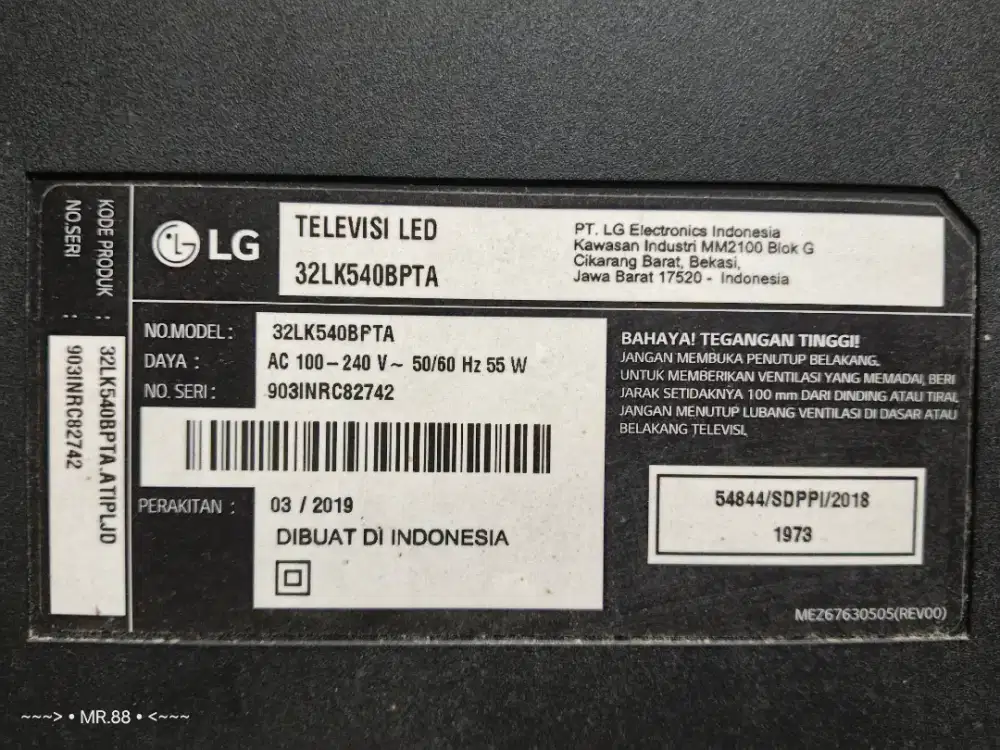 KODE PRODUK :
NO.SERI :
32LK540BPTA.ATIPLJD
903INRC82742
LG
TELEVISI LED
32LK540BPTA
PT. LG Electronics Indonesia
Kawasan Industri MM2100 Blok G
Cikarang Barat, Bekasi,
Jawa Barat 17520 - Indonesia
NO.MODEL : 32LK540BPTA
DAYA : AC 100-240 V~ 50/60 Hz 55 W
NO. SERI : 903INRC82742
PERAKITAN : 03 / 2019
DIBUAT DI INDONESIA
BAHAYA! TEGANGAN TINGGI!
JANGAN MEMBUKA PENUTUP BELAKANG.
UNTUK MEMBERIKAN VENTILASI YANG MEMADAI, BERI
JARAK SETIDAKNYA 100 mm DARI DINDING ATAU TIRAI,
JANGAN MENUTUP LUBANG VENTILASI DI DASAR ATAU
BELAKANG TELEVISI.
54844/SDPPI/2018
1973
MEZ67630505(REV00)
~~~> • MR.88 • <~~~